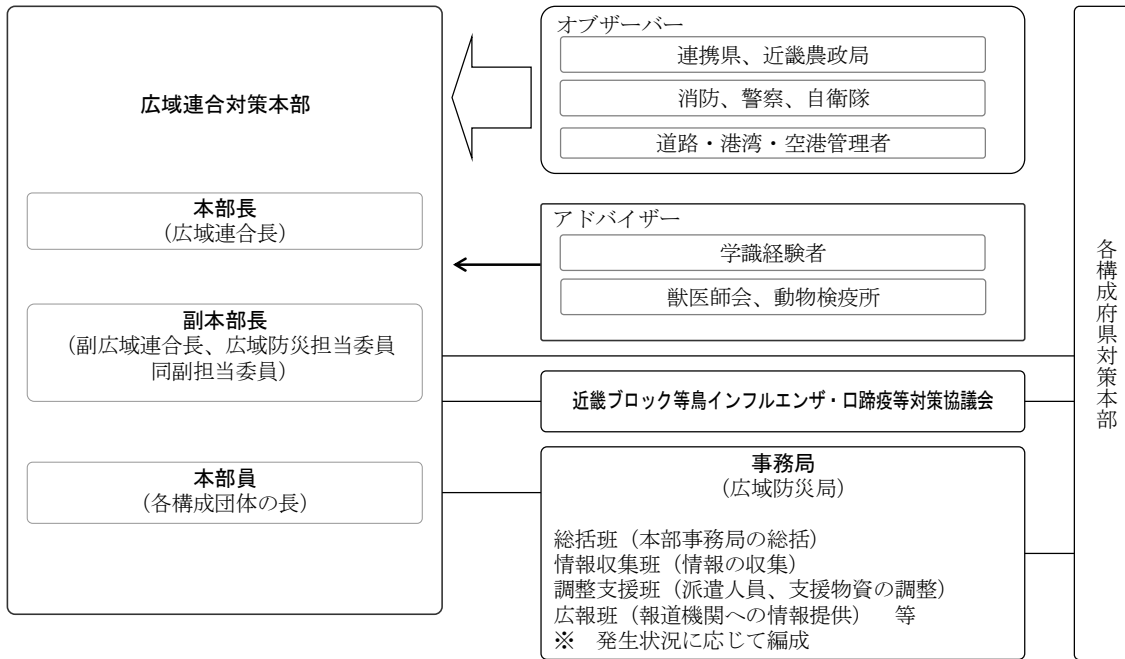 広域連合対策本部
本部長
(広域連合長)
副本部長
(副広域連合長、広域防災担当委員
同副担当委員)
本部員
(各構成団体の長)
オブザーバー
連携県、近畿農政局
消防、警察、自衛隊
道路・港湾・空港管理者
アドバイザー
学識経験者
獣医師会、動物検疫所
近畿ブロック等鳥インフルエンザ・口蹄疫等対策協議会
事務局
(広域防災局)
総括班（本部事務局の総括）
情報収集班（情報の収集）
調整支援班（派遣人員、支援物資の調整）
広報班（報道機関への情報提供）　等
※　発生状況に応じて編成
各構成府県対策本部